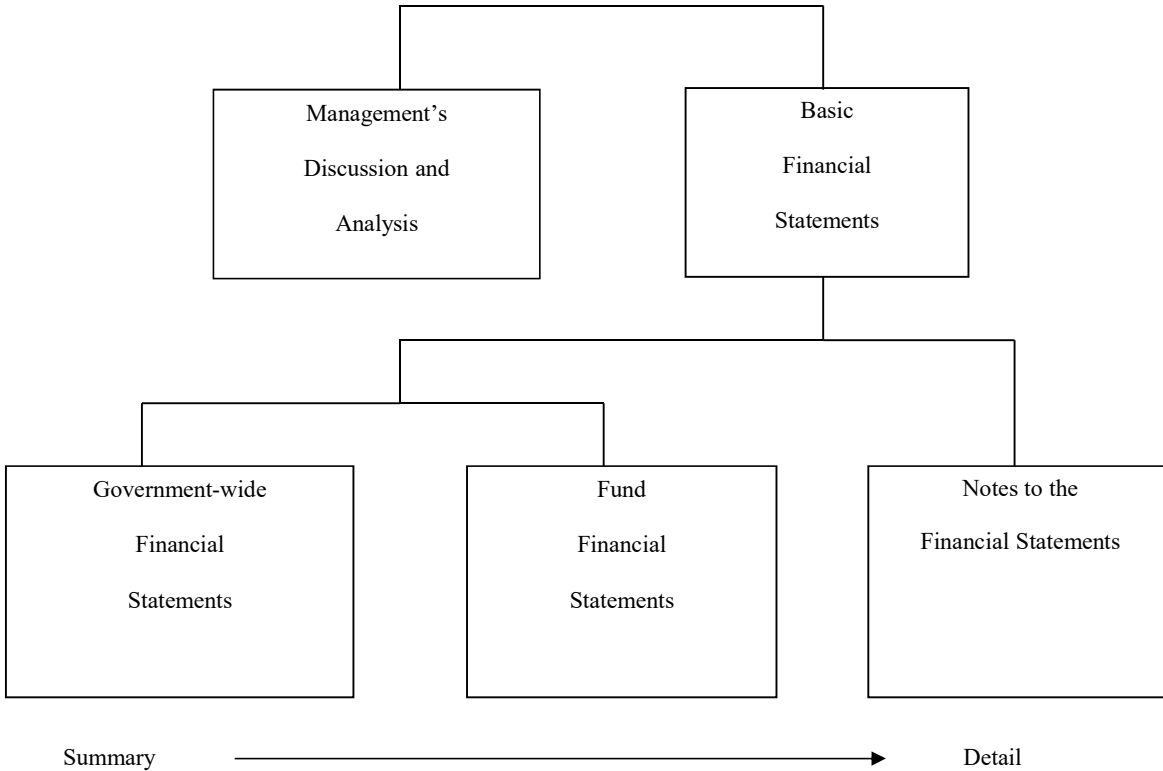 Management’s
Discussion and
Analysis
Basic
Financial
Statements
Government-wide
Financial
Statements
Fund
Financial
Statements
Notes to the
Financial Statements
Summary
Detail